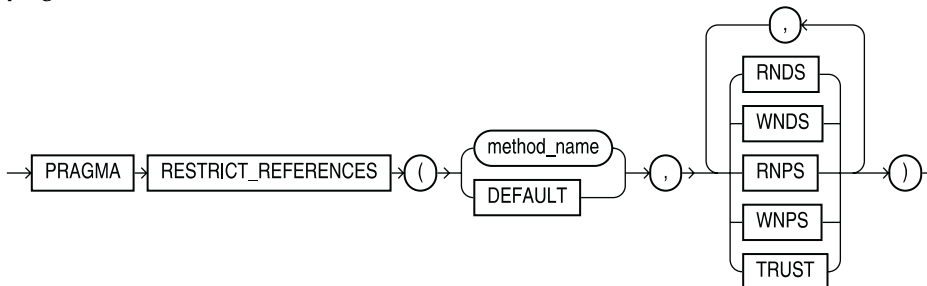 ,
RNDS
WNDS
method_name
PRAGMA RESTRICT_REFERENCES ( , RNPS )
DEFAULT
WNPS
TRUST